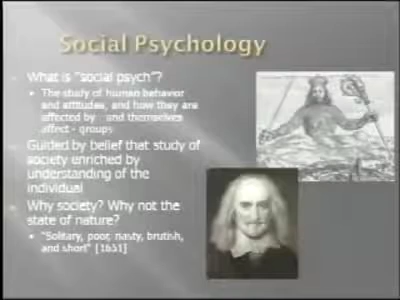 Social Psychology
What is "social psych"?
The study of human behavior
and attitudes, and how they are
affected by - and themselves
affect - groups
Guided by belief that study of
society enriched by
understanding of the
individual
Why society? Why not the
state of nature?
"Solitary, poor, nasty, brutish,
and short" [1651]